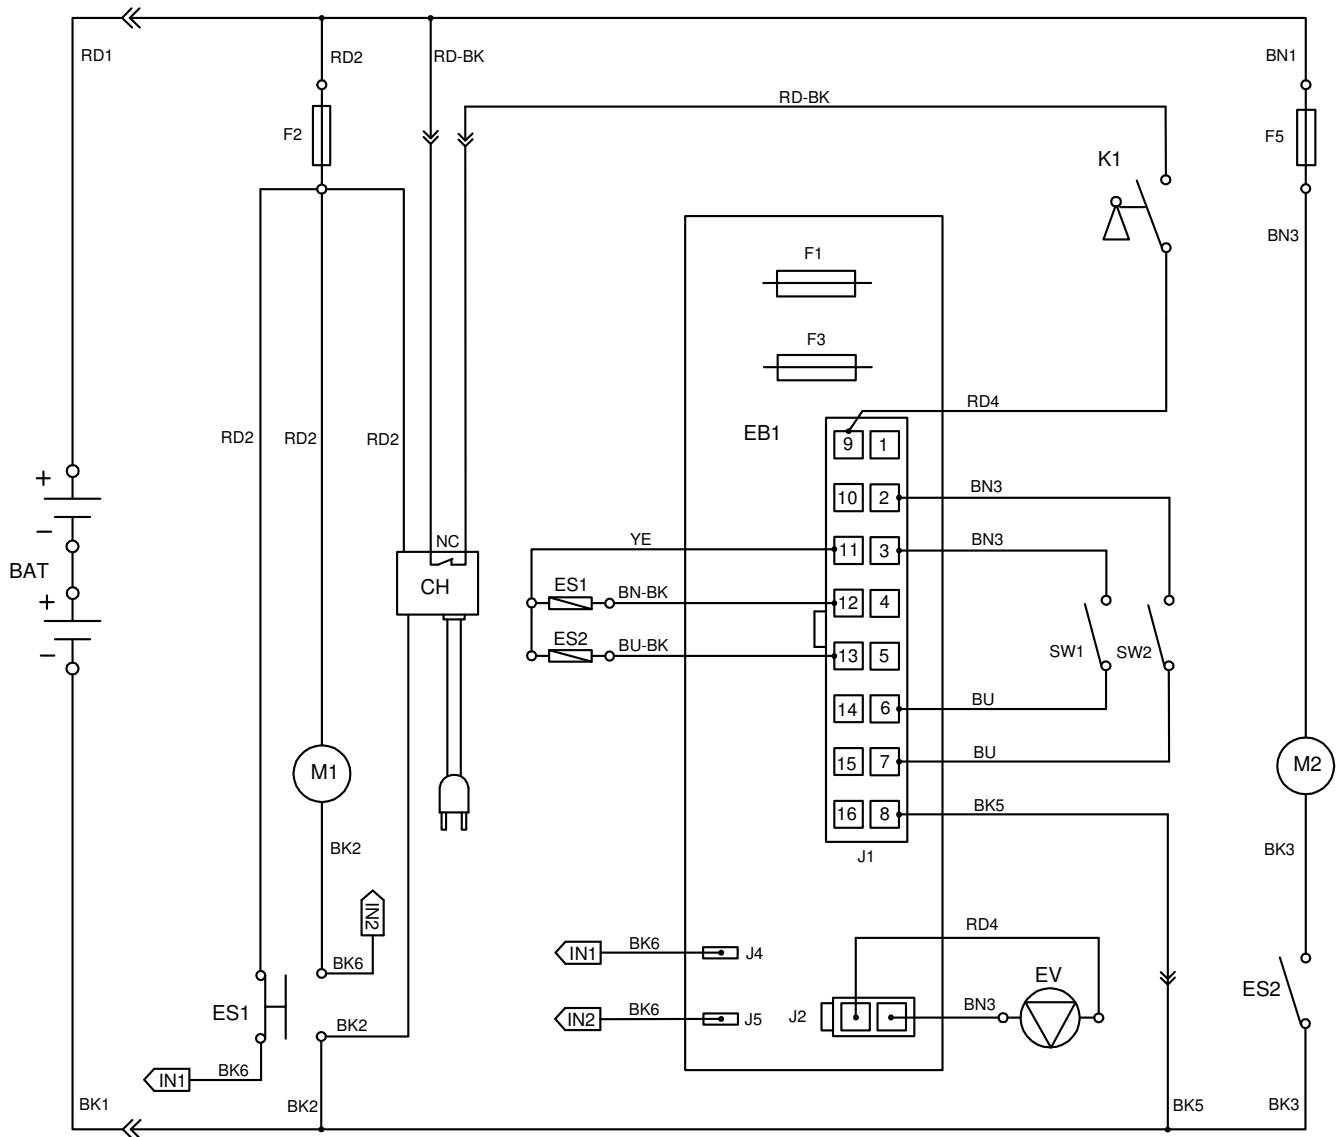 RD1
RD2
RD-BK
BN1
RD-BK
F2
F5
K1
BN3
F1
F3
RD4
EB1
9 1
RD2 RD2 RD2
+
10 2
BN3
−
NC
YE
11 3
BN3
BAT
CH
ES1
BN-BK
12 4
+
ES2
BU-BK
13 5
SW1 SW2
−
14 6
BU
15 7
BU
M1
M2
16 8
BK5
J1
BK2
BK3
IN2
RD4
IN1
BK6
J4
BK6
EV
ES1
BN3
ES2
IN2
BK6
J5
J2
BK2
IN1
BK6
BK1
BK2
BK5
BK3